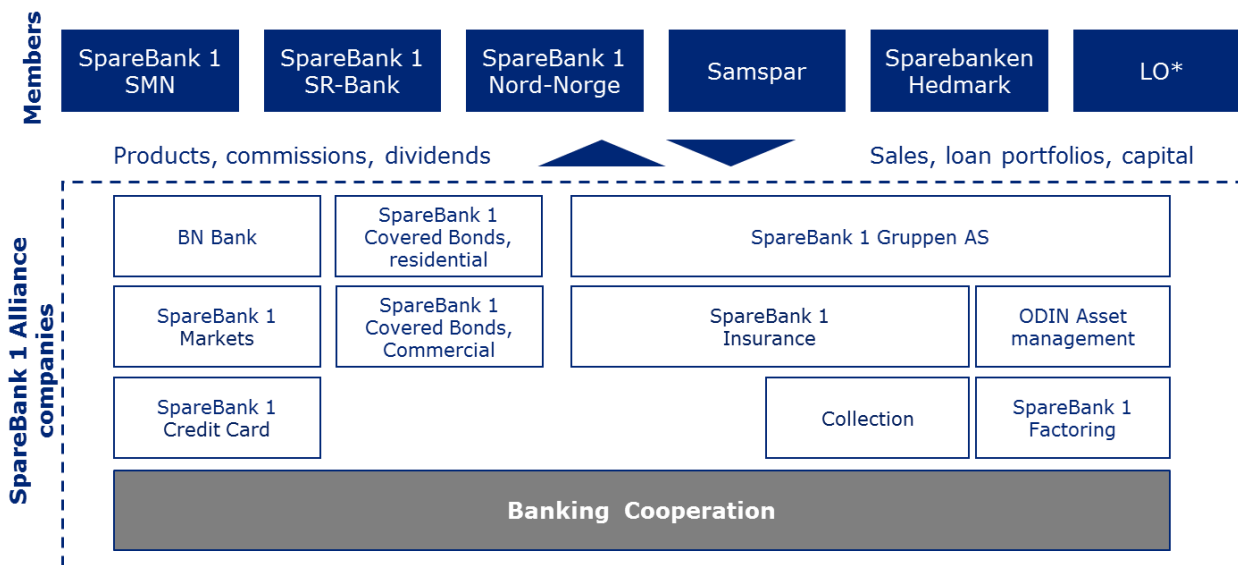 Members
SpareBank 1
SMN
SpareBank 1
SR-Bank
SpareBank 1
Nord-Norge
Samspar
Sparebanken
Hedmark
LO*
Products, commissions, dividends
Sales, loan portfolios, capital
SpareBank 1 Alliance
companies
BN Bank
SpareBank 1
Covered Bonds,
residential
SpareBank 1 Gruppen AS
SpareBank 1
Markets
SpareBank 1
Covered Bonds,
Commercial
SpareBank 1
Insurance
ODIN Asset
management
SpareBank 1
Credit Card
Collection
SpareBank 1
Factoring
Banking Cooperation